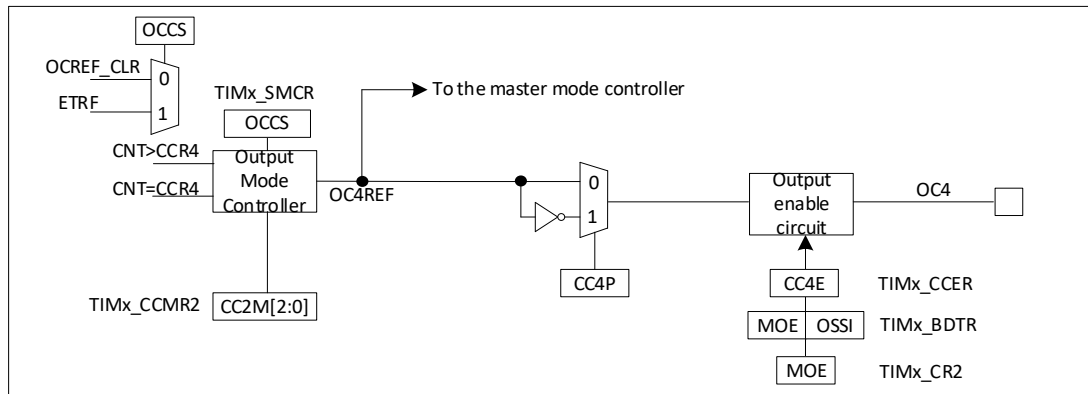 OCCS
OCREF_CLR
0
ETRF
1
To the master mode controller
TIMx_SMCR
OCCS
CNT>CCR4
CNT=CCR4
Output
Mode
Controller
OC4REF
0
1
Output
enable
circuit
OC4
CC4P
CC4E
TIMx_CCER
TIMx_CCMR2
CC2M[2:0]
MOE
OSSI
TIMx_BDTR
MOE
TIMx_CR2